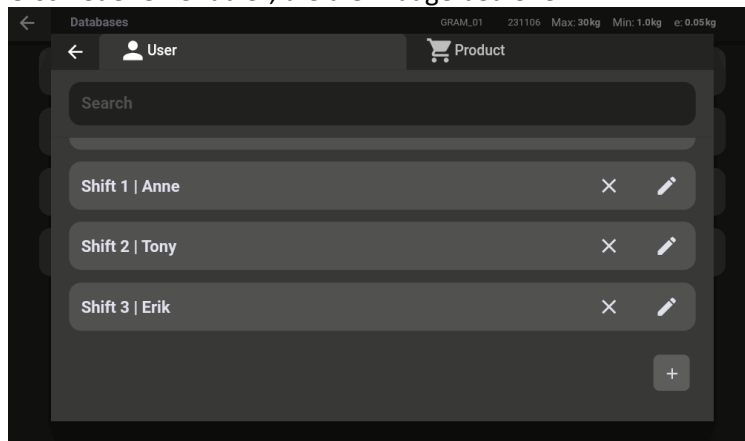 Databases GRAM_01 231106 Max: 30kg Min: 1.0kg e: 0.05kg
User Product
Search
Shift 1 | Anne
Shift 2 | Tony
Shift 3 | Erik
+